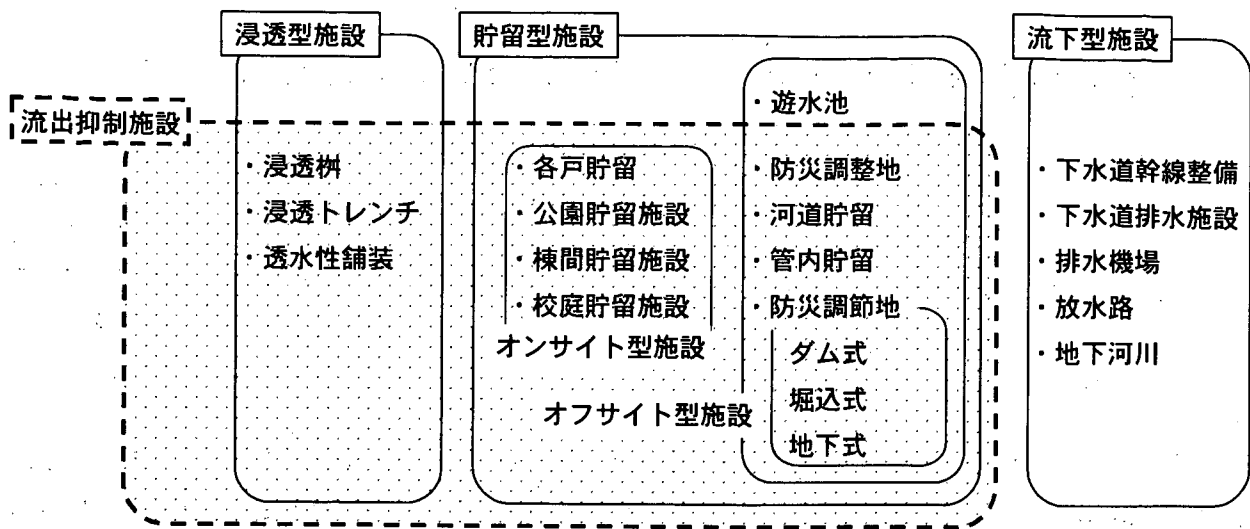 浸透型施設
貯留型施設
流下型施設
流出抑制施設
・浸透桝
・浸透トレンチ
・透水性舗装
・各戸貯留
・公園貯留施設
・棟間貯留施設
・校庭貯留施設
オンサイト型施設
・遊水池
・防災調整地
・河道貯留
・管内貯留
・防災調節地
ダム式
堀込式
地下式
オフサイト型施設
・下水道幹線整備
・下水道排水施設
・排水機場
・放水路
・地下河川